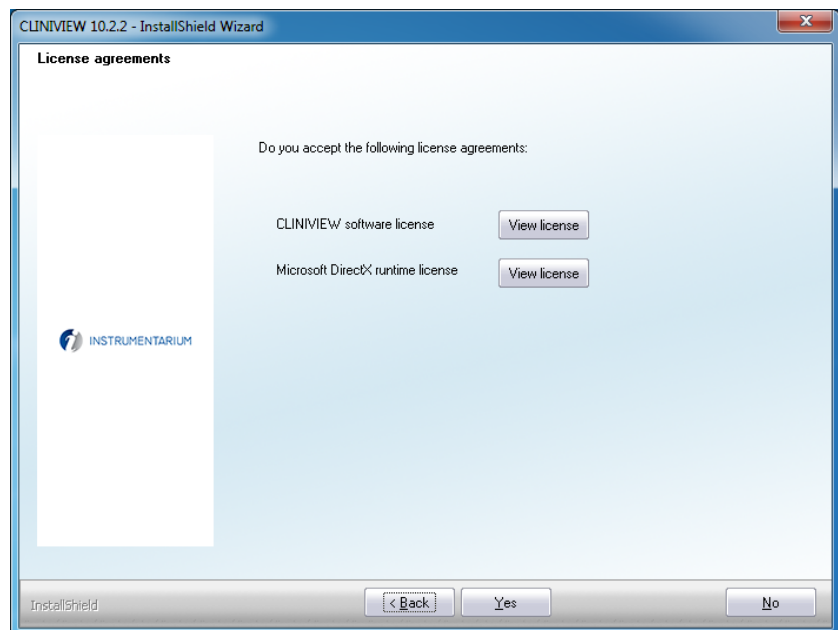 CLINIVIEW 10.2.2 - InstallShield Wizard
License agreements
Do you accept the following license agreements:
CLINIVIEW software license
View license
Microsoft DirectX runtime license
View license
INSTRUMENTARIUM
InstallShield
< Back
Yes
No